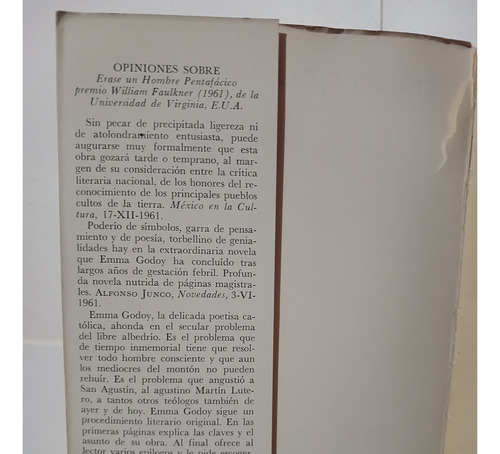 OPINIONES SOBRE
Erase un Hombre Pentafácico
premio William Faulkner (1961), de la
Universidad de Virginia, E.U.A.
Sin pecar de precipitada ligereza ni
de atolondramiento entusiasta, puede
augurarse muy formalmente que esta
obra gozará tarde o temprano, al mar-
gen de su consideración entre la crítica
literaria nacional, de los honores del re-
conocimiento de los principales pueblos
cultos de la tierra. México en la Cul-
tura, 17-XII-1961.
Poderío de símbolos, garra de pensa-
miento y de poesía, torbellino de genia-
lidades hay en la extraordinaria novela
que Emma Godoy ha concluído tras
largos años de gestación febril. Profun-
da novela nutrida de páginas magistra-
les. ALFONSO JUNCO, Novedades, 3-VI-
1961.
Emma Godoy, la delicada poetisa ca-
tólica, ahonda en el secular problema
del libre albedrío. Es el problema que
de tiempo inmemorial tiene que resol-
ver todo hombre consciente y que aun
los mediocres del montón no pueden
rehuír. Es el problema que angustió a
San Agustín, al agustino Martín Lute-
ro, a tantos otros teólogos también de
ayer y de hoy. Emma Godoy sigue un
procedimiento literario original. En las
primeras páginas explica las claves y el
asunto de su obra. Al final ofrece al
lector varios epílogos y le pide escoger